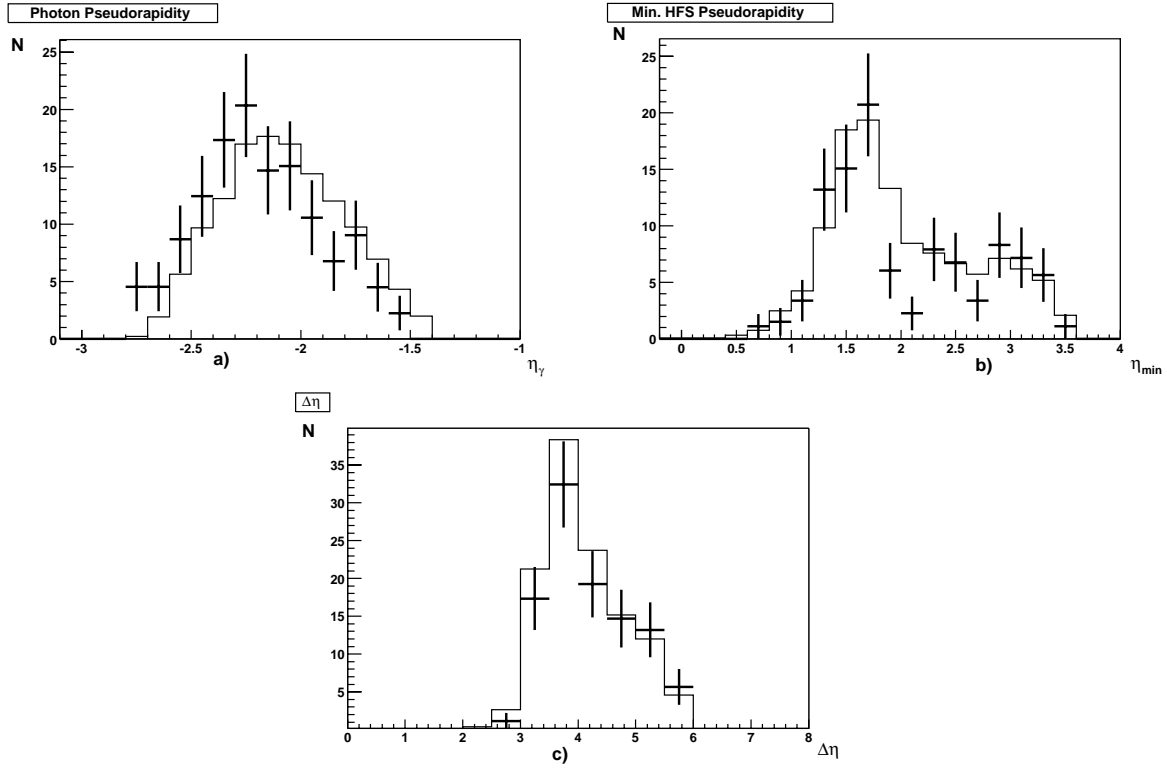 Photon Pseudorapidity
N
25
20
15
10
5
0
-3 -2.5 -2 -1.5 -1
a)
ηγ
Min. HFS Pseudorapidity
N
25
20
15
10
5
0
0 0.5 1 1.5 2 2.5 3 3.5 4
b)
ηmin
Δη
N
35
30
25
20
15
10
5
0 1 2 3 4 5 6 7 8
c)
Δη